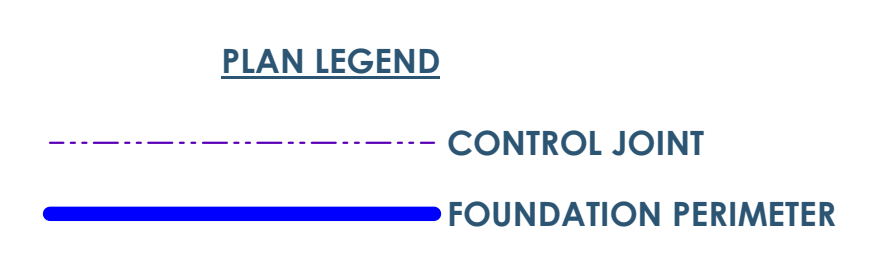 PLAN LEGEND
CONTROL JOINT
FOUNDATION PERIMETER